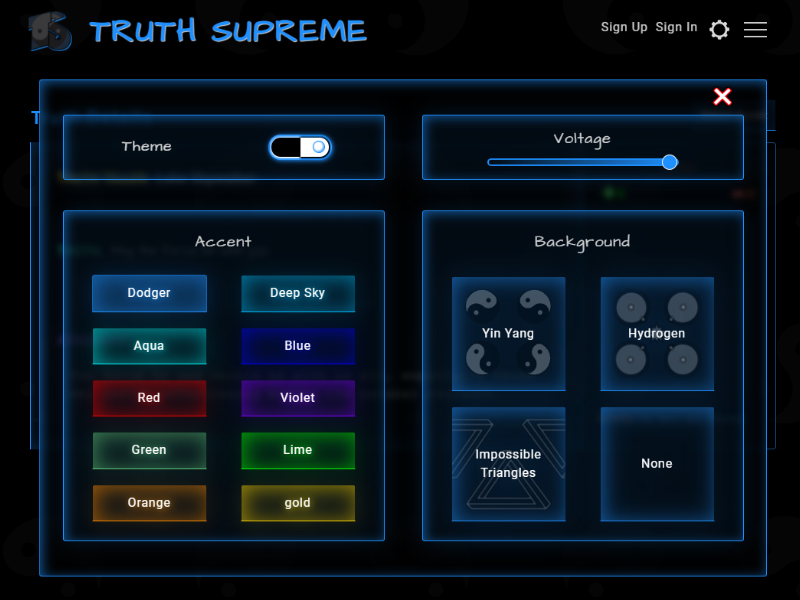 TRUTH SUPREME
Sign Up Sign In
Theme
Voltage
Accent
Dodger
Deep Sky
Aqua
Blue
Red
Violet
Green
Lime
Orange
gold
Background
Yin Yang
Hydrogen
Impossible
Triangles
None